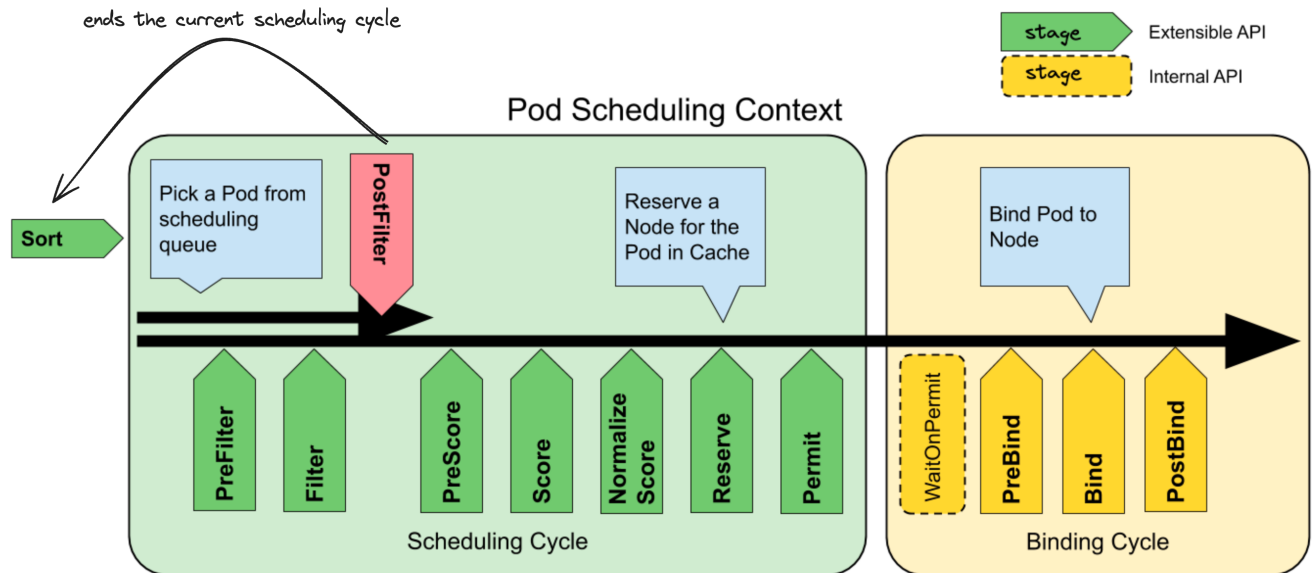 ends the current scheduling cycle
stage
Extensible API
stage
Internal API
Pod Scheduling Context
Sort
Pick a Pod from
scheduling
queue
PostFilter
Reserve a
Node for the
Pod in Cache
Bind Pod to
Node
PreFilter
Filter
PreScore
Score
Normalize
Score
Reserve
Permit
WaitOnPermit
PreBind
Bind
PostBind
Scheduling Cycle
Binding Cycle